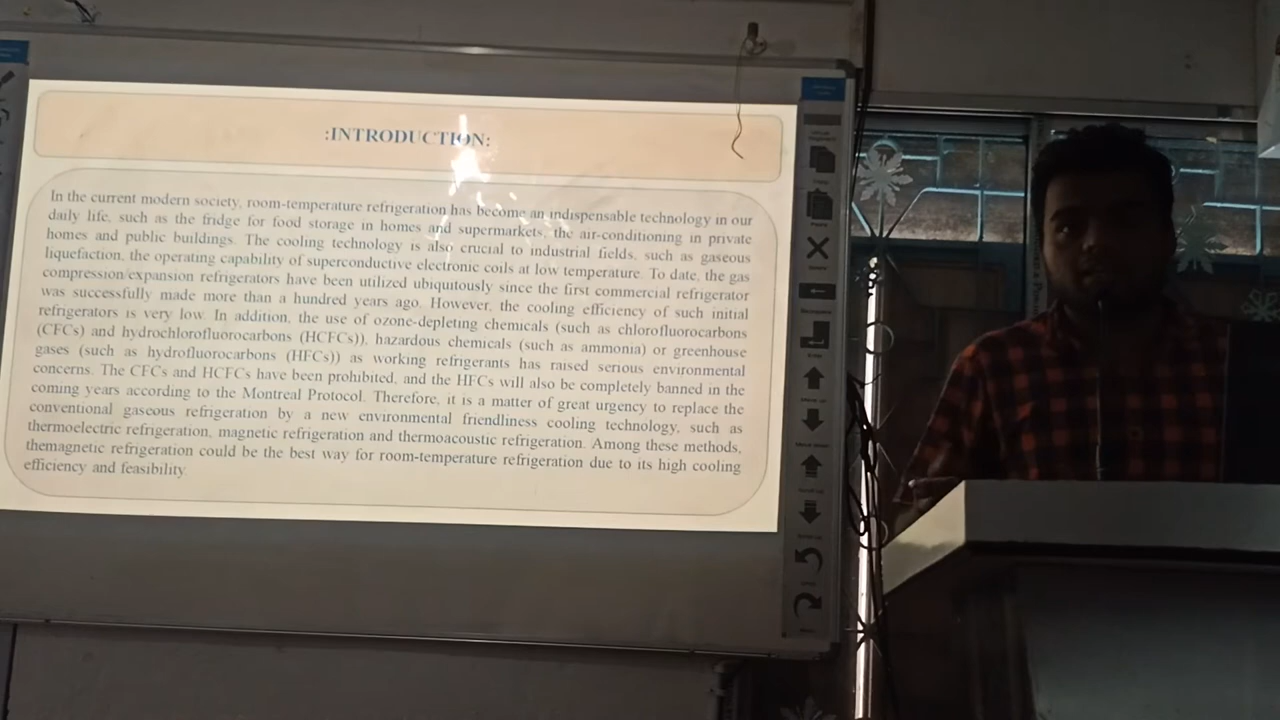 :INTRODUCTION:
In the current modern society, room-temperature refrigeration has become an indispensable technology in our
daily life, such as the fridge for food storage in homes and supermarkets, the air-conditioning in private
homes and public buildings. The cooling technology is also crucial to industrial fields, such as gaseous
liquefaction, the operating capability of superconductive electronic coils at low temperature. To date, the gas
compression/expansion refrigerators have been utilized ubiquitously since the first commercial refrigerator
was successfully made more than a hundred years ago. However, the cooling efficiency of such initial
refrigerators is very low. In addition, the use of ozone-depleting chemicals (such as chlorofluorocarbons
(CFCs) and hydrochlorofluorocarbons (HCFCs)), hazardous chemicals (such as ammonia) or greenhouse
gases (such as hydrofluorocarbons (HFCs)) as working refrigerants has raised serious environmental
concerns. The CFCs and HCFCs have been prohibited, and the HFCs will also be completely banned in the
coming years according to the Montreal Protocol. Therefore, it is a matter of great urgency to replace the
conventional gaseous refrigeration by a new environmental friendliness cooling technology, such as
thermoelectric refrigeration, magnetic refrigeration and thermoacoustic refrigeration. Among these methods,
themagnetic refrigeration could be the best way for room-temperature refrigeration due to its high cooling
efficiency and feasibility.